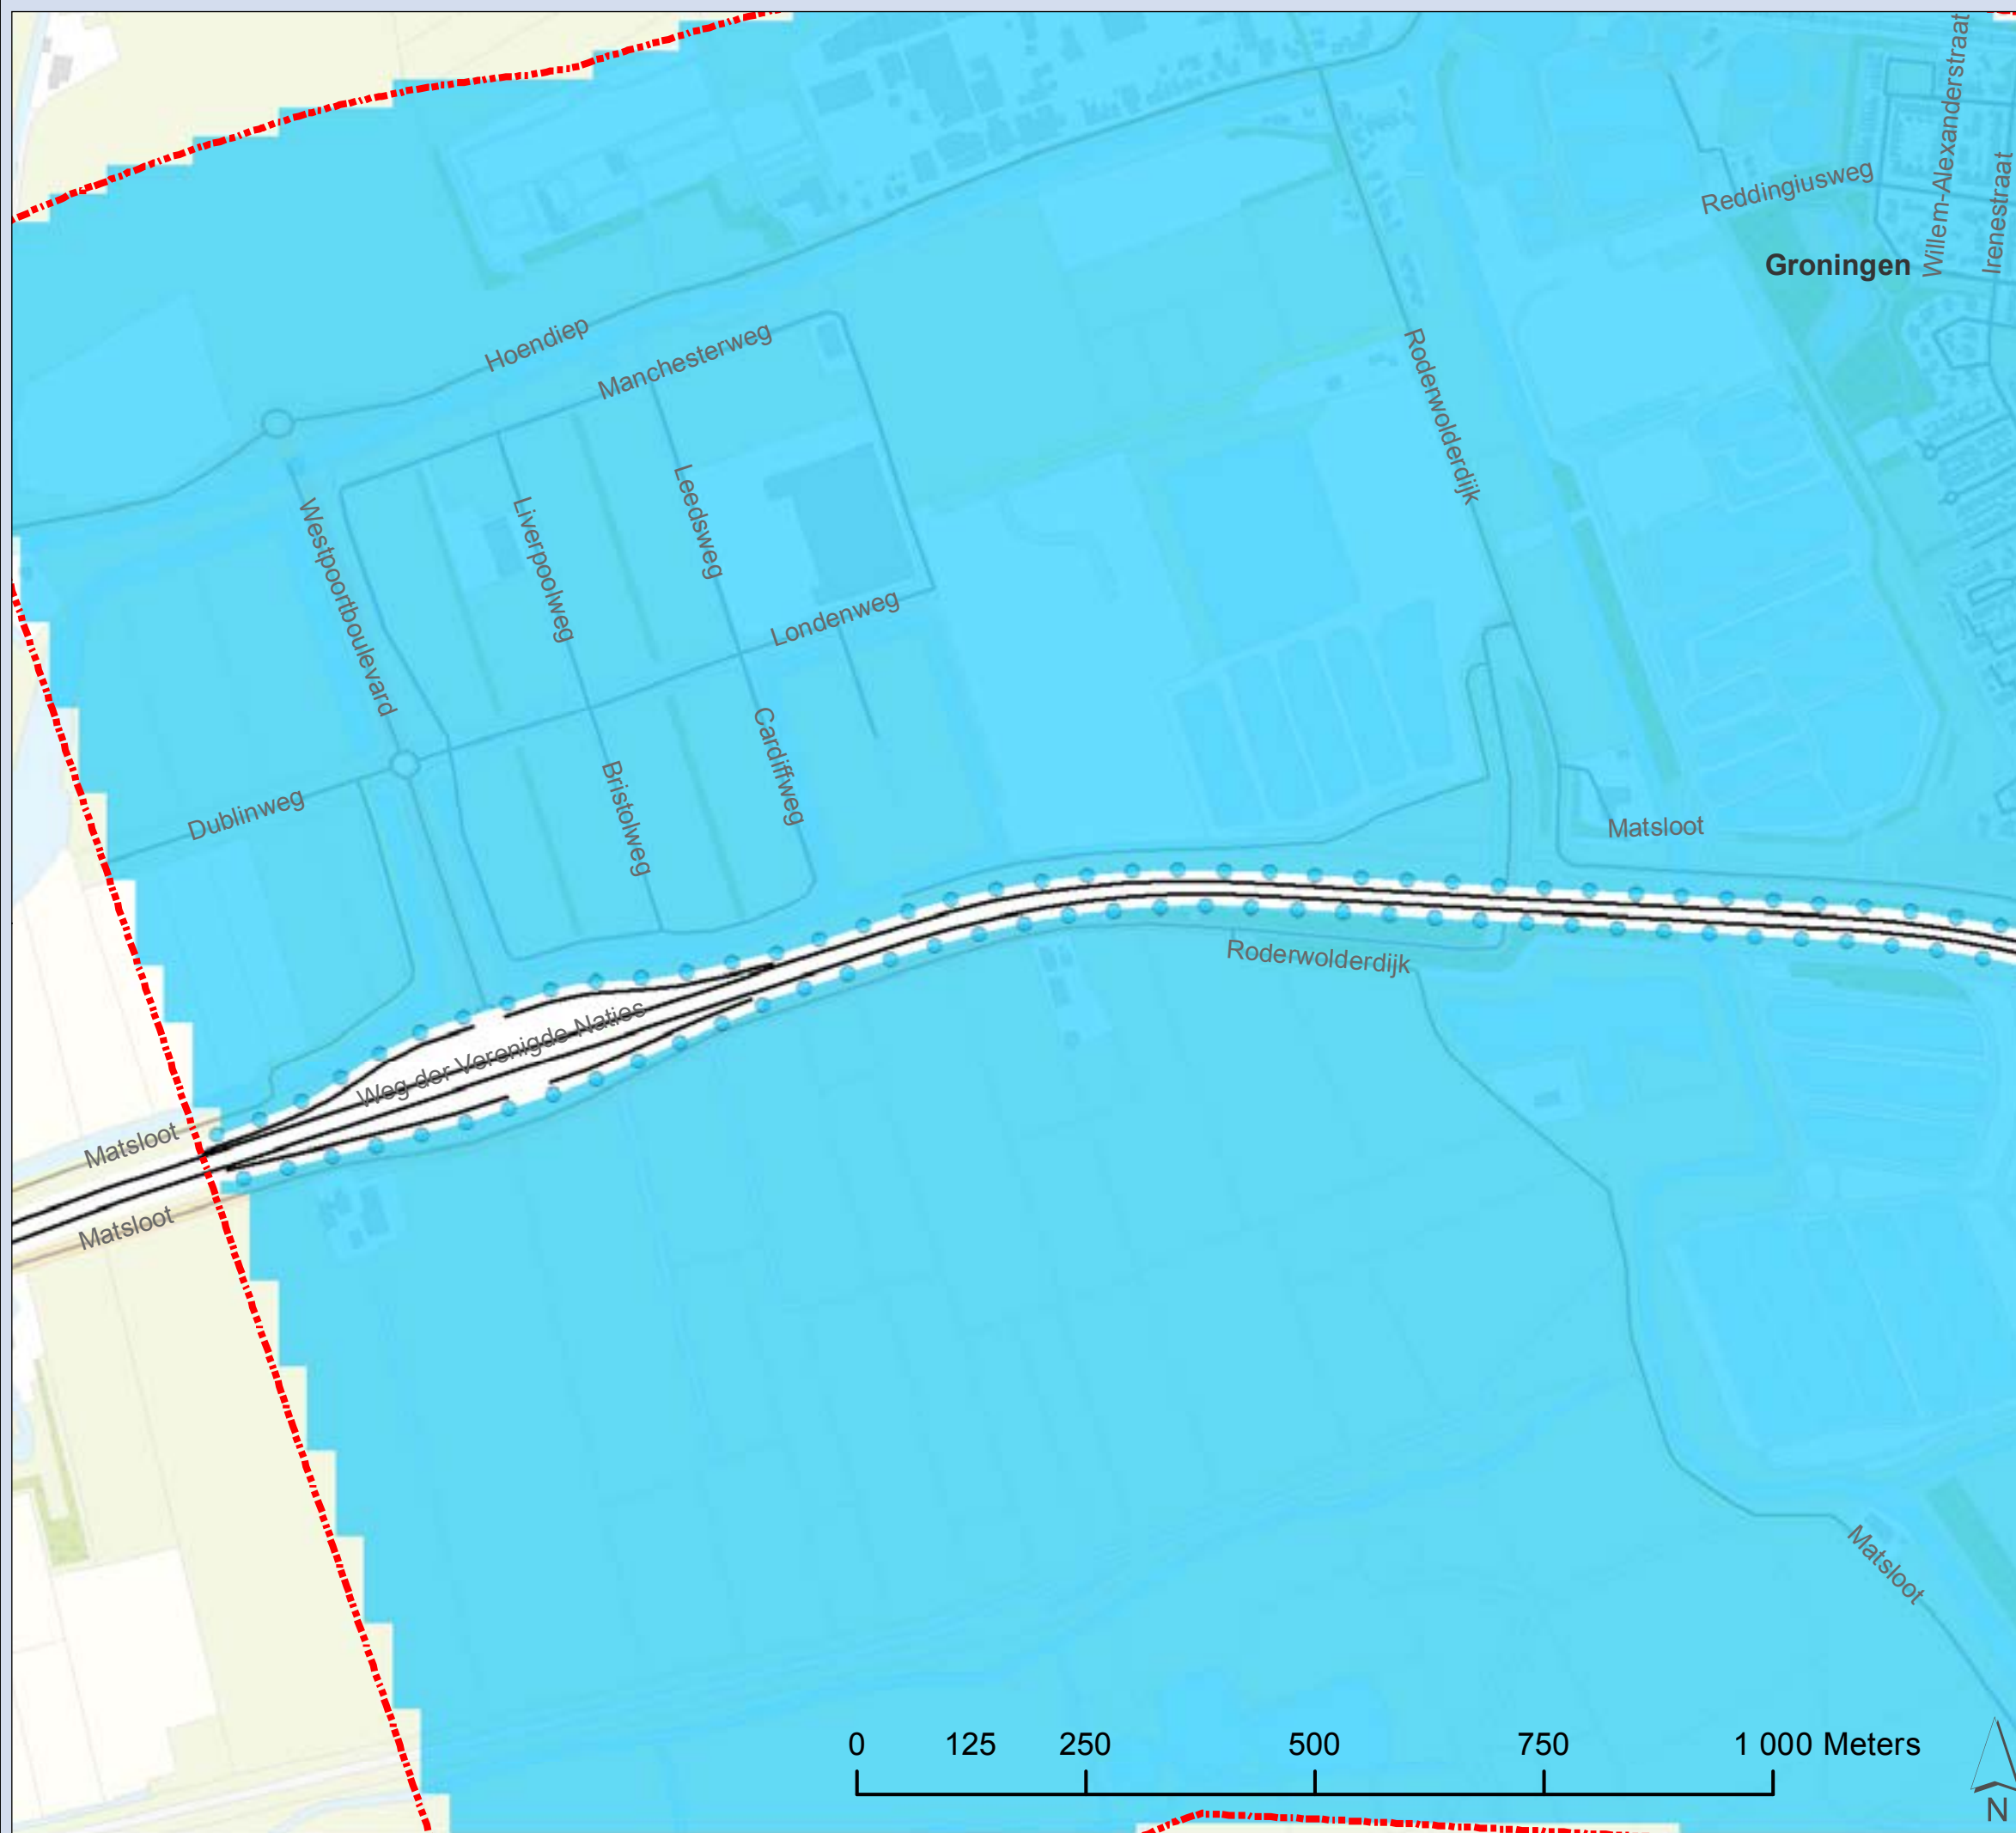 Willem-Alexanderstraat
Irenestraat
Reddingiusweg
Groningen
Hoendiep
Manchesterweg
Roderwolderdijk
Westpoortboulevard
Liverpoolweg
Leedsweg
Londenweg
Cardiffweg
Bristolweg
Dublinweg
Matsloot
Roderwolderdijk
Weg der Verenigde Naties
Matsloot
Matsloot
Matsloot
0 125 250 500 750 1 000 Meters
N